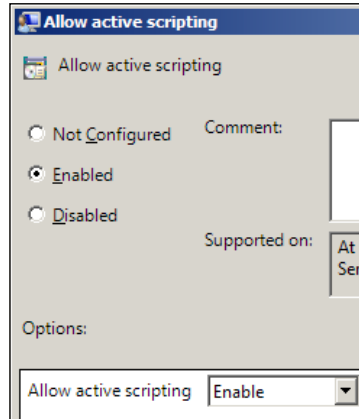 Allow active scripting
Allow active scripting
Not Configured
Comment:
Enabled
Disabled
Supported on:
At
Options:
Allow active scripting
Enable